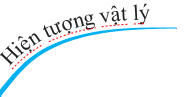 Hiện tượng vật lý